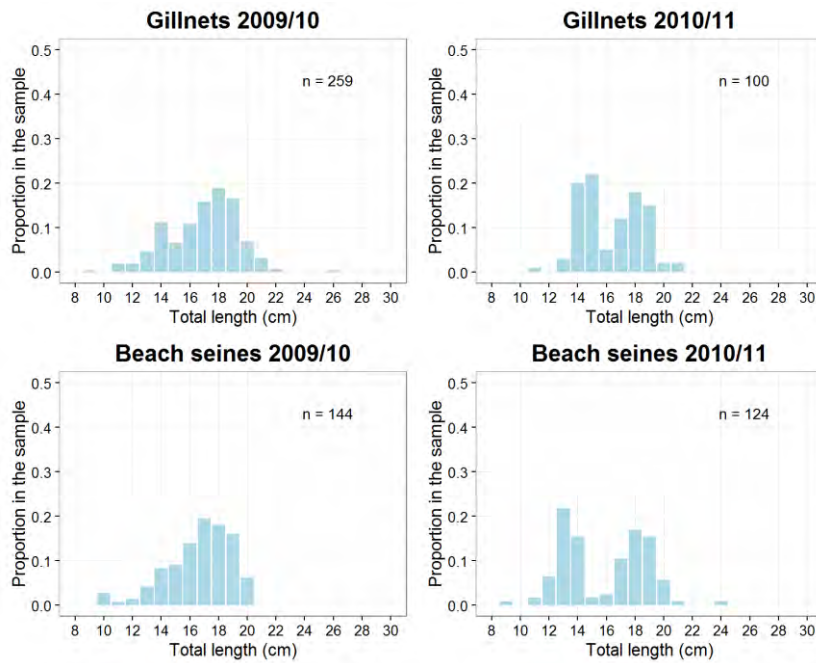 Gillnets 2009/10
Proportion in the sample
0.5
0.4
0.3
0.2
0.1
0.0
n = 259
8 10 12 14 16 18 20 22 24 26 28 30
Total length (cm)
Gillnets 2010/11
Proportion in the sample
0.5
0.4
0.3
0.2
0.1
0.0
n = 100
8 10 12 14 16 18 20 22 24 26 28 30
Total length (cm)
Beach seines 2009/10
Proportion in the sample
0.5
0.4
0.3
0.2
0.1
0.0
n = 144
8 10 12 14 16 18 20 22 24 26 28 30
Total length (cm)
Beach seines 2010/11
Proportion in the sample
0.5
0.4
0.3
0.2
0.1
0.0
n = 124
8 10 12 14 16 18 20 22 24 26 28 30
Total length (cm)